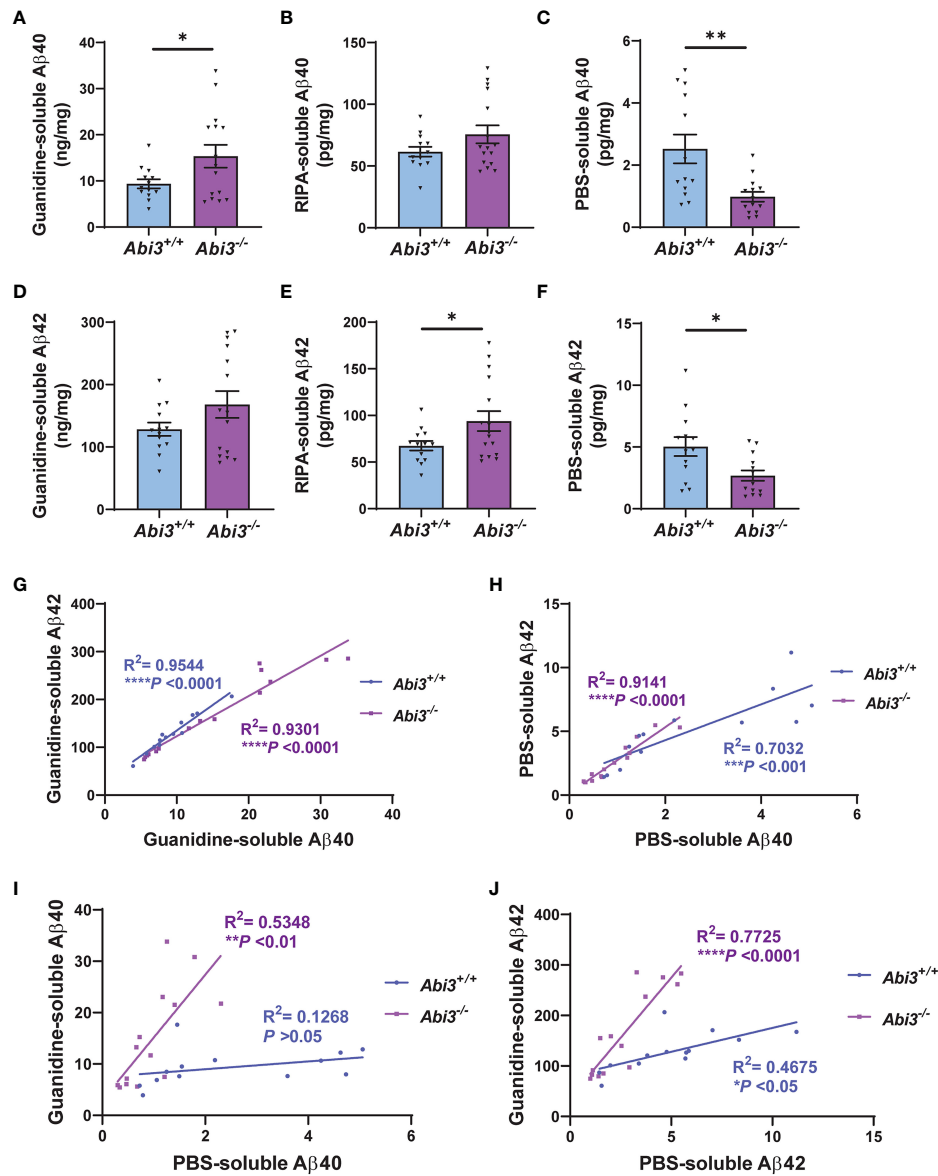 A
Guanidine-soluble Aβ40
(ng/mg)
40
30
20
10
0
*
Abi3+/+
Abi3-/-
B
RIPA-soluble Aβ40
(pg/mg)
150
100
50
0
Abi3+/+
Abi3-/-
C
PBS-soluble Aβ40
(pg/mg)
6
4
2
0
**
Abi3+/+
Abi3-/-
D
Guanidine-soluble Aβ42
(ng/mg)
300
200
100
0
Abi3+/+
Abi3-/-
E
RIPA-soluble Aβ42
(pg/mg)
200
150
100
50
0
*
Abi3+/+
Abi3-/-
F
PBS-soluble Aβ42
(pg/mg)
15
10
5
0
*
Abi3+/+
Abi3-/-
G
Guanidine-soluble Aβ42
400
300
200
100
0
R2= 0.9544
****P <0.0001
R2= 0.9301
****P <0.0001
Abi3+/+
Abi3-/-
0 10 20 30 40
Guanidine-soluble Aβ40
H
PBS-soluble Aβ42
15
10
5
0
R2= 0.9141
****P <0.0001
R2= 0.7032
***P <0.001
Abi3+/+
Abi3-/-
0 2 4 6
PBS-soluble Aβ40
I
Guanidine-soluble Aβ40
40
30
20
10
0
R2= 0.5348
**P <0.01
R2= 0.1268
P >0.05
Abi3+/+
Abi3-/-
0 2 4 6
PBS-soluble Aβ40
J
Guanidine-soluble Aβ42
400
300
200
100
0
R2= 0.7725
****P <0.0001
R2= 0.4675
*P <0.05
Abi3+/+
Abi3-/-
0 5 10 15
PBS-soluble Aβ42